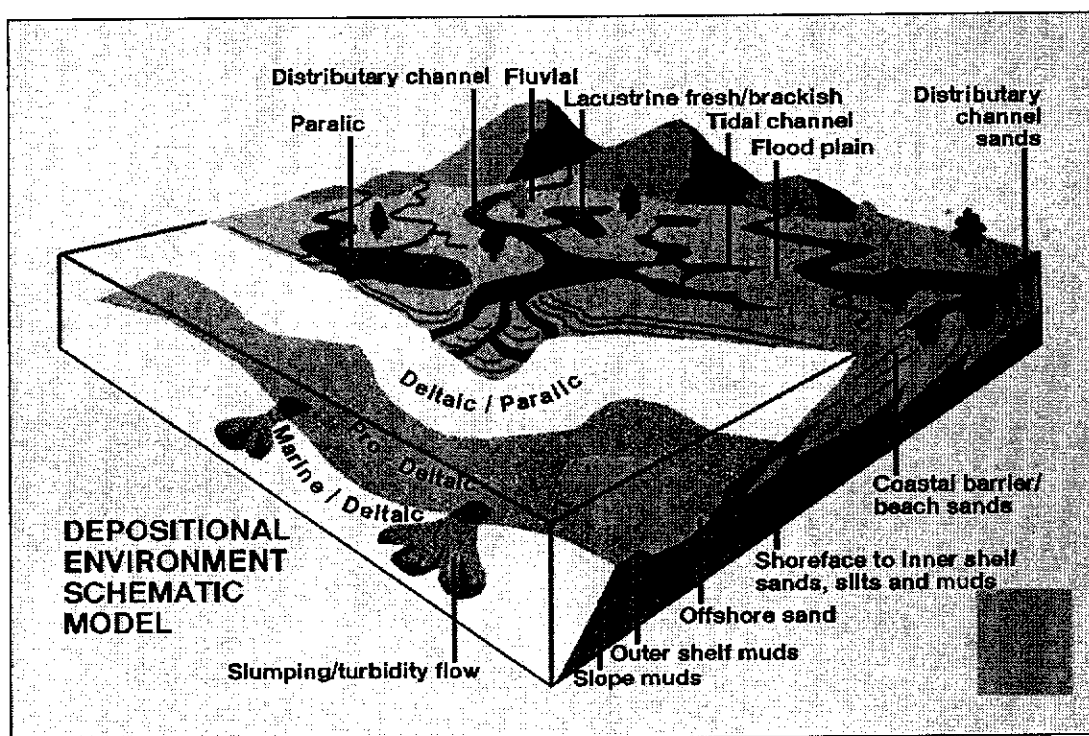 Distributary channel
Fluvial
Lacustrine fresh/brackish
Distributary
channel
sands
Paralic
Tidal channel
Flood plain
Deltaic / Paralic
Pro - Deltaic
Marine / Deltaic
Coastal barrier/
beach sands
DEPOSITIONAL
ENVIRONMENT
SCHEMATIC
MODEL
Shoreface to inner shelf
sands, silts and muds
Offshore sand
Outer shelf muds
Slumping/turbidity flow
Slope muds